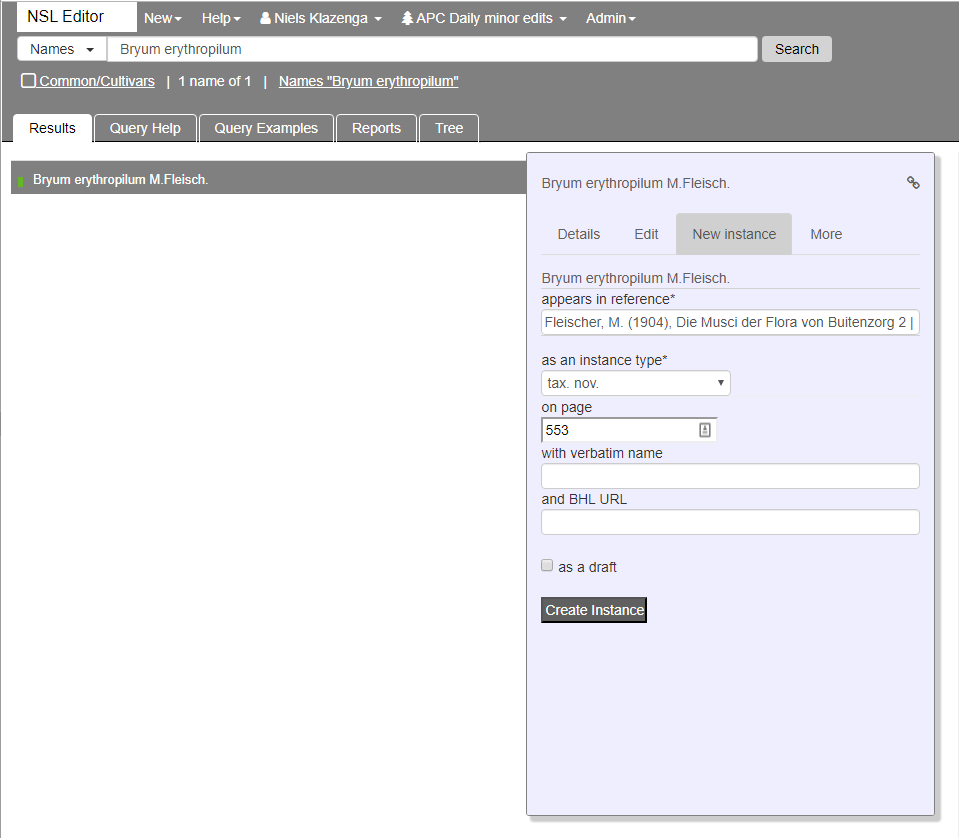 NSL Editor New Help Niels Klazenga APC Daily minor edits Admin
Names Bryum erythropilum Search
Common/Cultivars | 1 name of 1 | Names "Bryum erythropilum"
Results Query Help Query Examples Reports Tree
Bryum erythropilum M.Fleisch.
Bryum erythropilum M.Fleisch.
Details Edit New instance More
Bryum erythropilum M.Fleisch.
appears in reference*
Fleischer, M. (1904), Die Musci der Flora von Buitenzorg 2 |
as an instance type*
tax. nov.
on page
553
with verbatim name
and BHL URL
as a draft
Create Instance